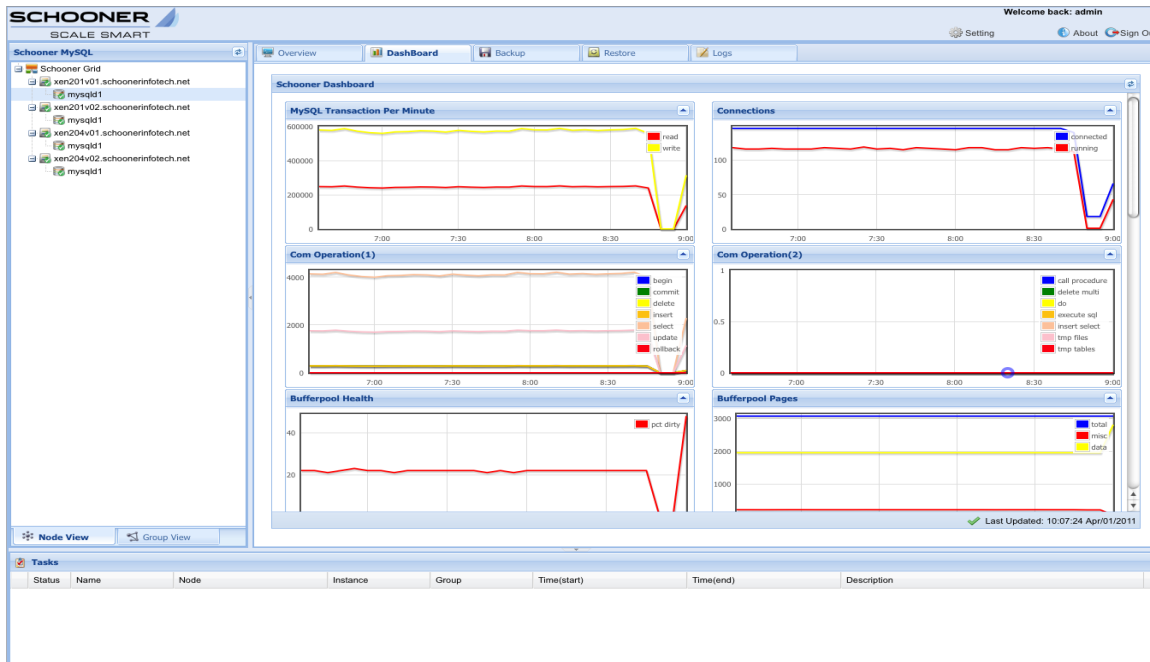 SCHOONER
SCALE SMART
Welcome back: admin
Setting
About
Sign Ou
Schooner MySQL
Schooner Grid
xen201v01.schoonerinfotech.net
mysqld1
xen201v02.schoonerinfotech.net
mysqld1
xen204v01.schoonerinfotech.net
mysqld1
xen204v02.schoonerinfotech.net
mysqld1
Node View
Group View
Overview
DashBoard
Backup
Restore
Logs
Schooner Dashboard
MySQL Transaction Per Minute
600000
400000
200000
0
read
write
7:00 7:30 8:00 8:30 9:00
Connections
100
50
0
connected
running
7:00 7:30 8:00 8:30 9:00
Com Operation(1)
4000
2000
0
begin
commit
delete
insert
select
update
rollback
7:00 7:30 8:00 8:30 9:00
Com Operation(2)
1
0.5
0
call procedure
delete multi
do
execute sql
insert select
tmp files
tmp tables
7:00 7:30 8:00 8:30 9:00
Bufferpool Health
40
20
pct dirty
Bufferpool Pages
3000
2000
1000
total
misc
data
Last Updated: 10:07:24 Apr/01/2011
Tasks
Status Name Node Instance Group Time(start) Time(end) Description